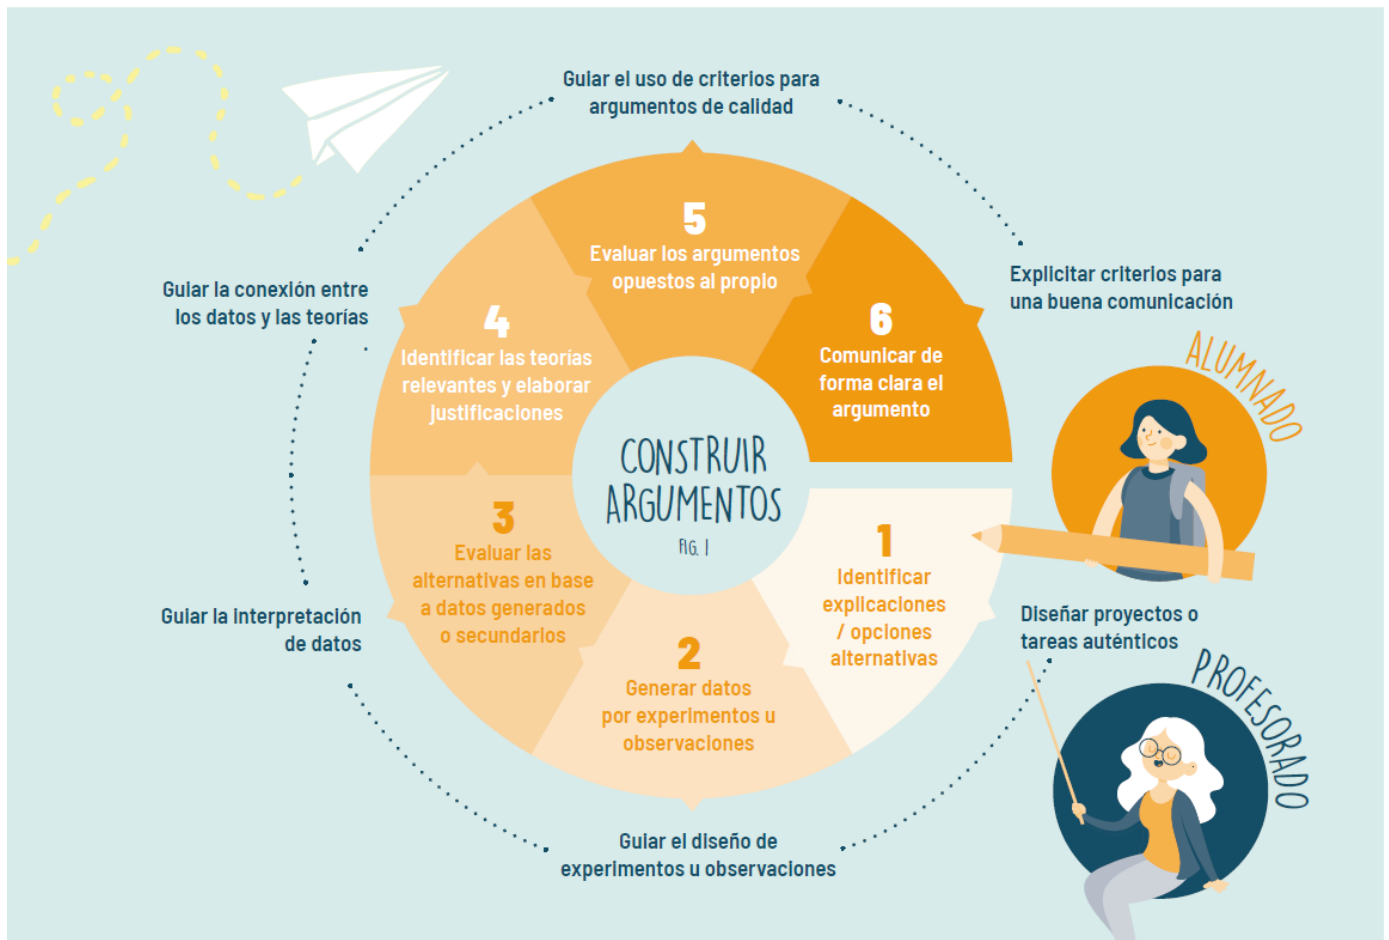 Guiar el uso de criterios para
argumentos de calidad
Explicitar criterios para
una buena comunicación
Guiar la conexión entre
los datos y las teorías
Guiar la interpretación
de datos
Guiar el diseño de
experimentos u observaciones
Diseñar proyectos o
tareas auténticos
5
Evaluar los argumentos
opuestos al propio
6
Comunicar de
forma clara el
argumento
4
Identificar las teorías
relevantes y elaborar
justificaciones
CONSTRUIR
ARGUMENTOS
FIG. 1
3
Evaluar las
alternativas en base
a datos generados
o secundarios
2
Generar datos
por experimentos u
observaciones
1
Identificar
explicaciones
/ opciones
alternativas
ALUMNADO
PROFESORADO